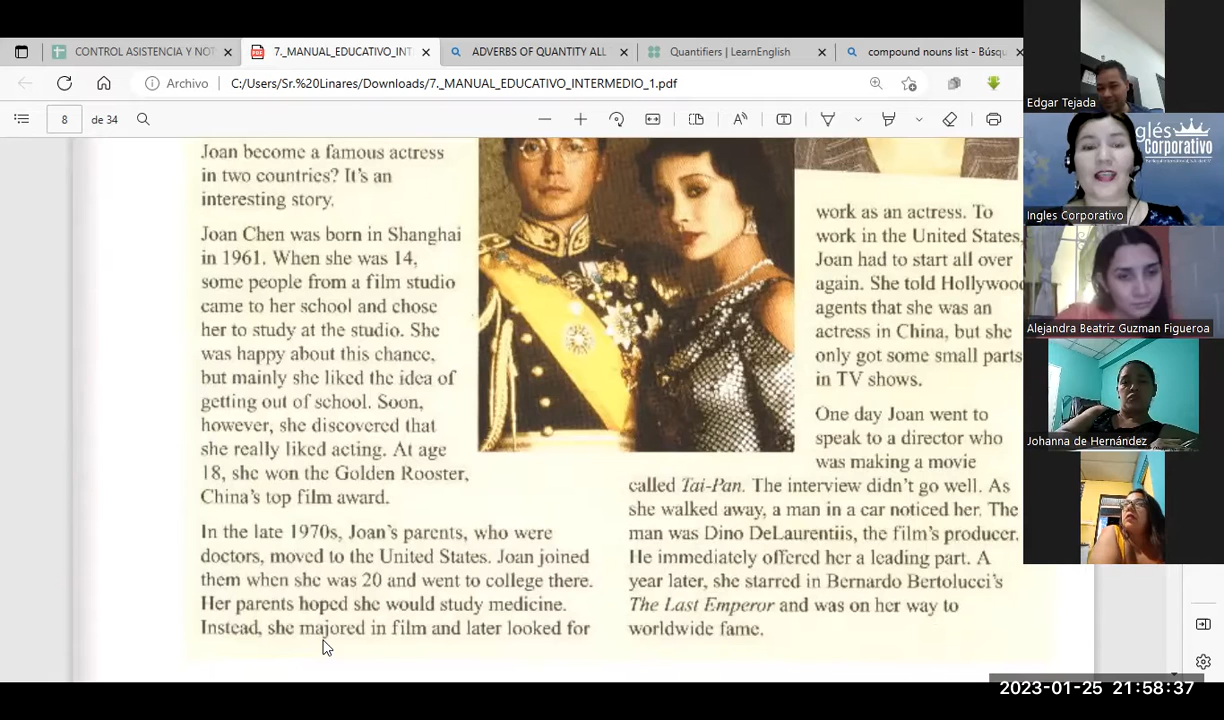 CONTROL ASISTENCIA Y NOT
7._MANUAL_EDUCATIVO_INT
ADVERBS OF QUANTITY ALL
Quantifiers | LearnEnglish
compound nouns list - Búsqu
Archivo
C:/Users/Sr.%20Linares/Downloads/7._MANUAL_EDUCATIVO_INTERMEDIO_1.pdf
8
de 34
Joan become a famous actress
in two countries? It's an
interesting story.
Joan Chen was born in Shanghai
in 1961. When she was 14,
some people from a film studio
came to her school and chose
her to study at the studio. She
was happy about this chance,
but mainly she liked the idea of
getting out of school. Soon,
however, she discovered that
she really liked acting. At age
18, she won the Golden Rooster,
China's top film award.
In the late 1970s, Joan's parents, who were
doctors, moved to the United States. Joan joined
them when she was 20 and went to college there.
Her parents hoped she would study medicine.
Instead, she majored in film and later looked for
work as an actress. To
work in the United States,
Joan had to start all over
again. She told Hollywood
agents that she was an
actress in China, but she
only got some small parts
in TV shows.
One day Joan went to
speak to a director who
was making a movie
called Tai-Pan. The interview didn't go well. As
she walked away, a man in a car noticed her. The
man was Dino DeLaurentiis, the film's producer.
He immediately offered her a leading part. A
year later, she starred in Bernardo Bertolucci's
The Last Emperor and was on her way to
worldwide fame.
Edgar Tejada
glés
Corporativo
Ingles Corporativo
Alejandra Beatriz Guzman Figueroa
Johanna de Hernández
2023-01-25 21:58:37